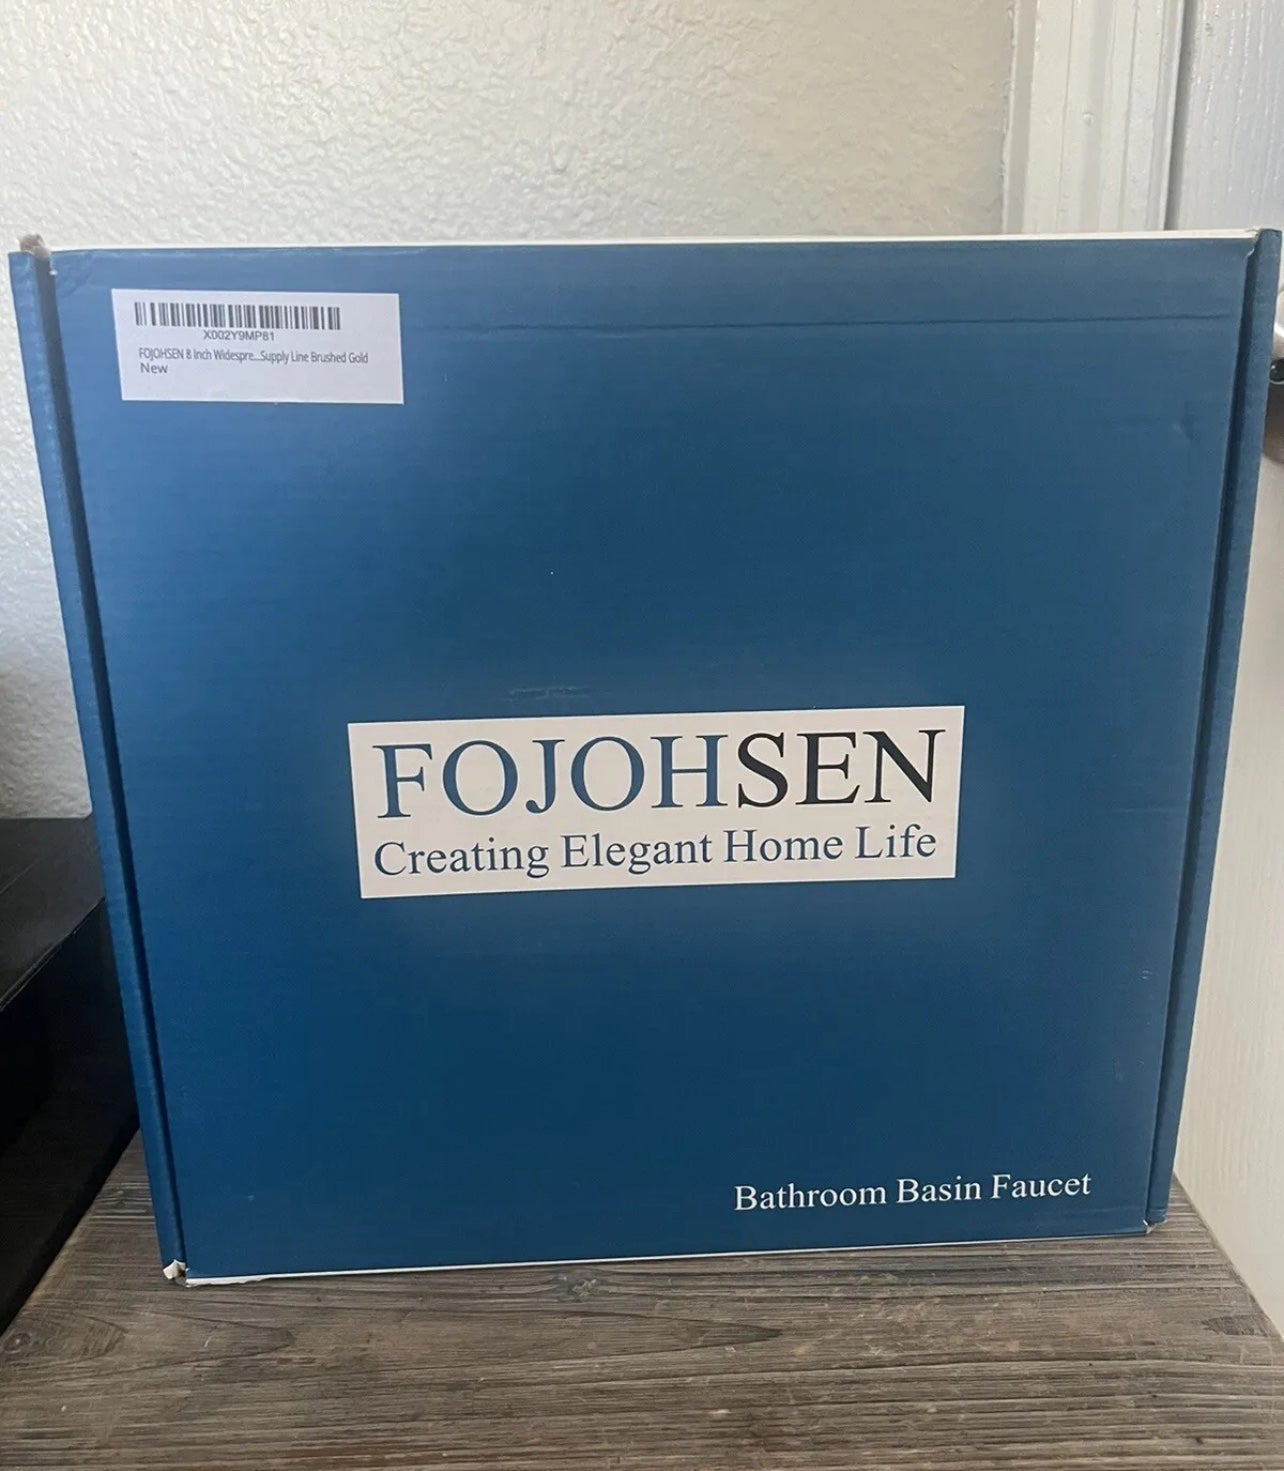 X002Y9MP81
FOJOHSEN 8 Inch Widespre...Supply Line Brushed Gold
New
FOJOHSEN
Creating Elegant Home Life
Bathroom Basin Faucet